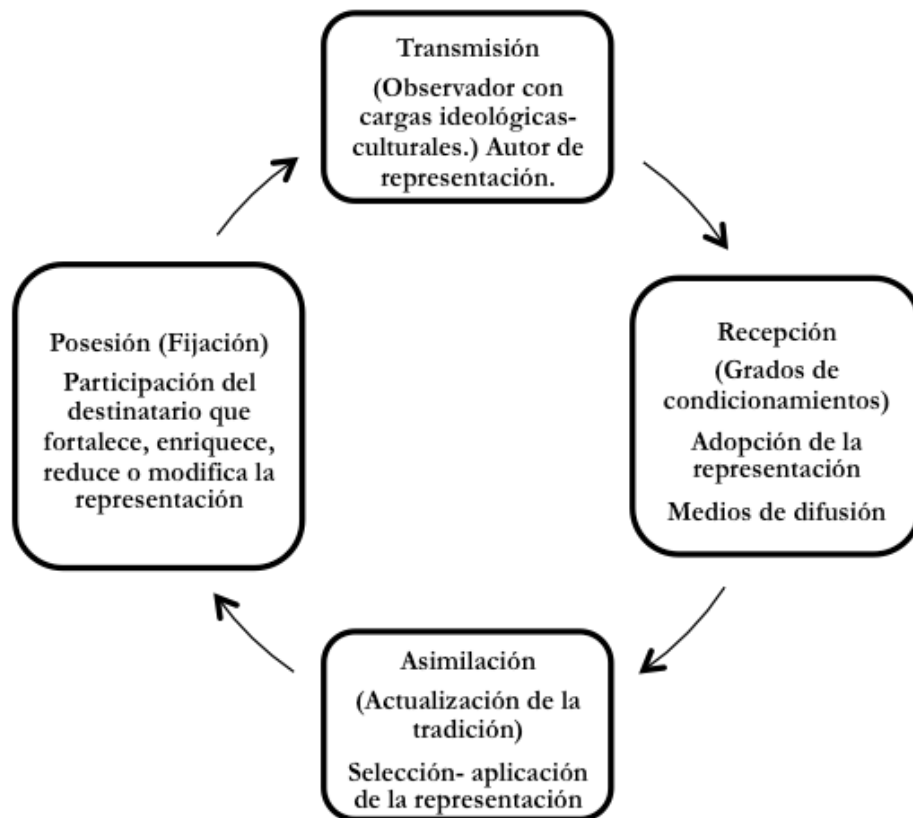 Transmisión
(Observador con
cargas ideológicas-
culturales.) Autor de
representación.
Recepción
(Grados de
condicionamientos)
Adopción de la
representación
Medios de difusión
Asimilación
(Actualización de la
tradición)
Selección- aplicación
de la representación
Posesión (Fijación)
Participación del
destinatario que
fortalece, enriquece,
reduce o modifica la
representación